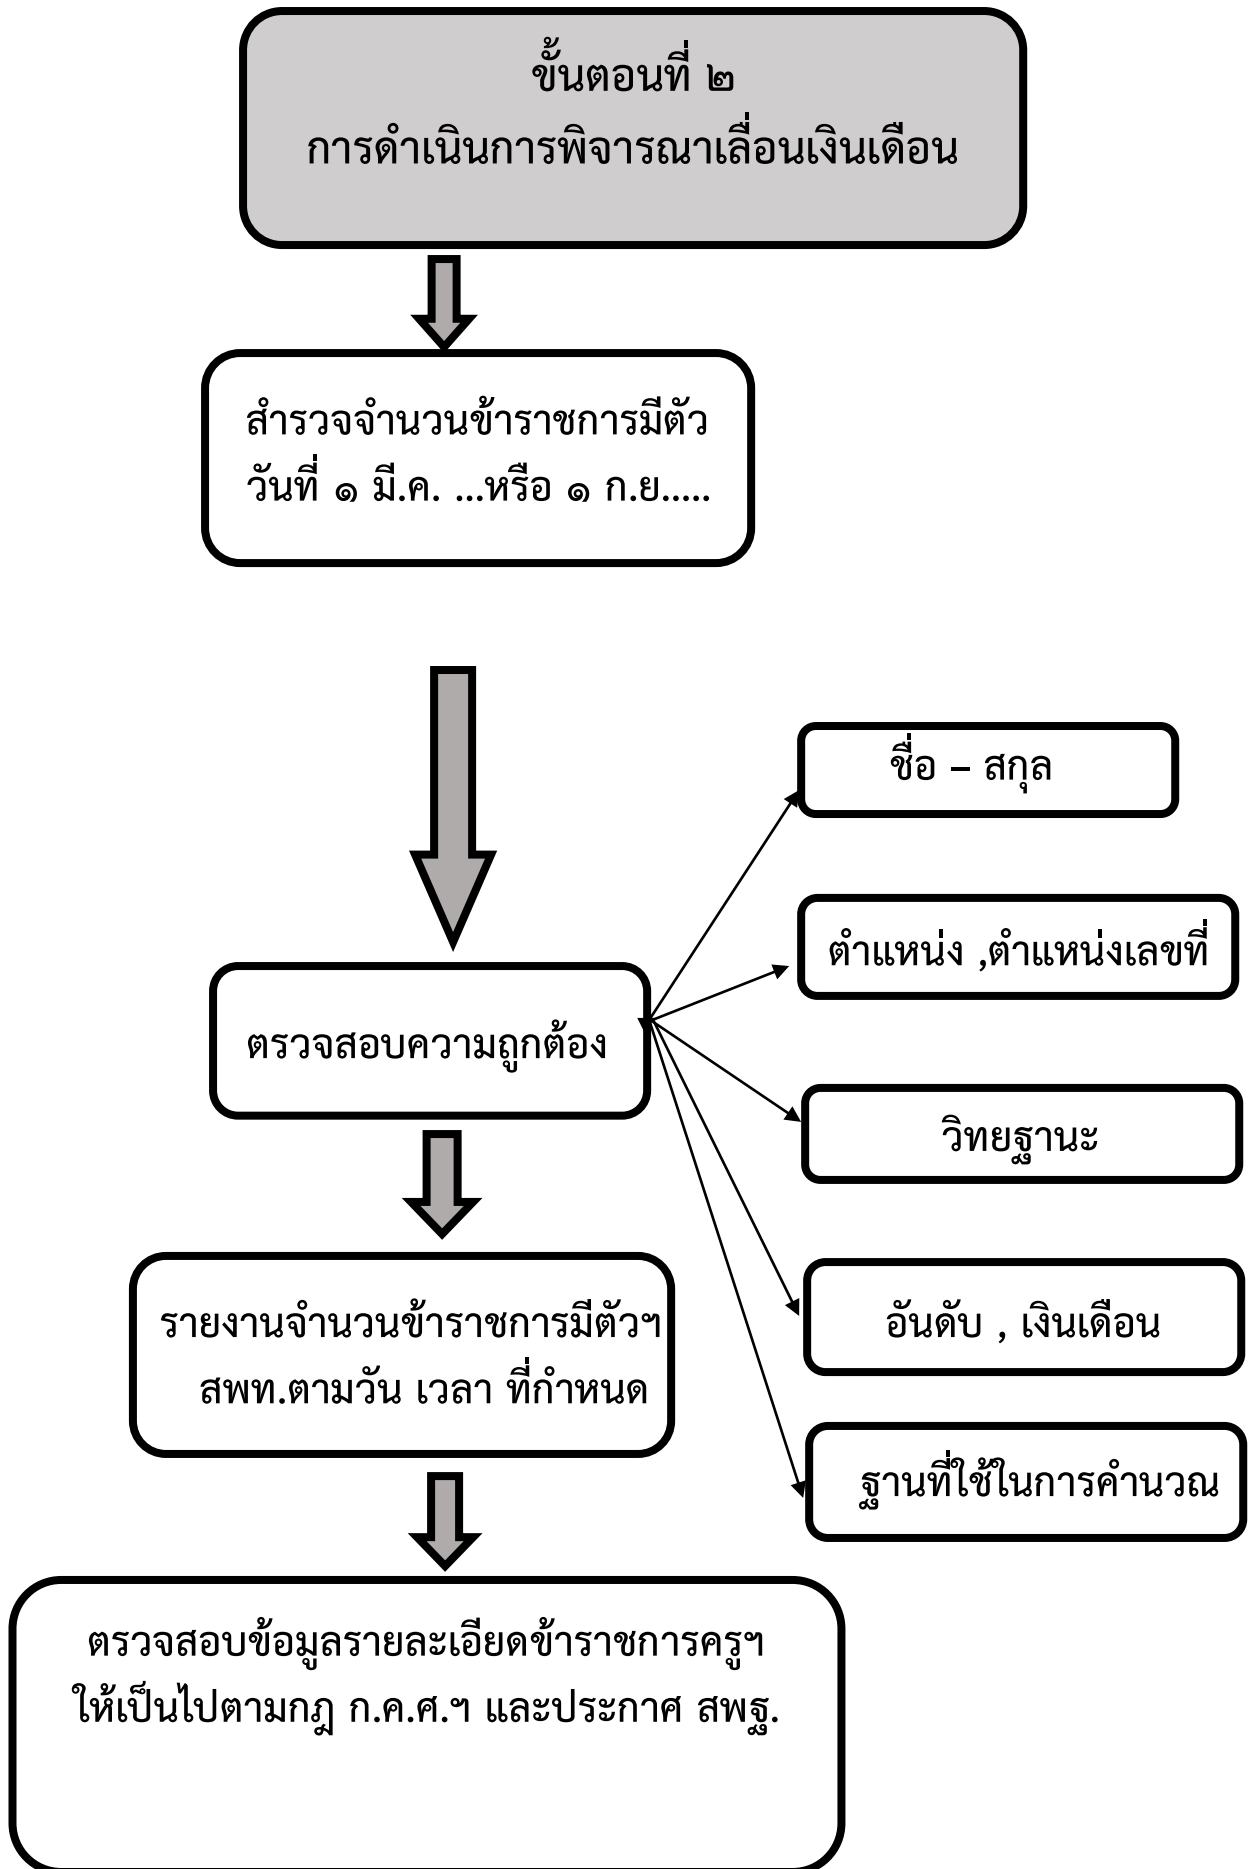 ขั้นตอนที่ ๒
การดำเนินการพิจารณาเลื่อนเงินเดือน
สำรวจจำนวนข้าราชการมีตัว
วันที่ ๑ มี.ค. ...หรือ ๑ ก.ย.....
ตรวจสอบความถูกต้อง
ชื่อ – สกุล
ตำแหน่ง ,ตำแหน่งเลขที่
วิทยฐานะ
อันดับ , เงินเดือน
ฐานที่ใช้ในการคำนวณ
รายงานจำนวนข้าราชการมีตัวฯ
สพท.ตามวัน เวลา ที่กำหนด
ตรวจสอบข้อมูลรายละเอียดข้าราชการครูฯ
ให้เป็นไปตามกฎ ก.ค.ศ.ฯ และประกาศ สพฐ.